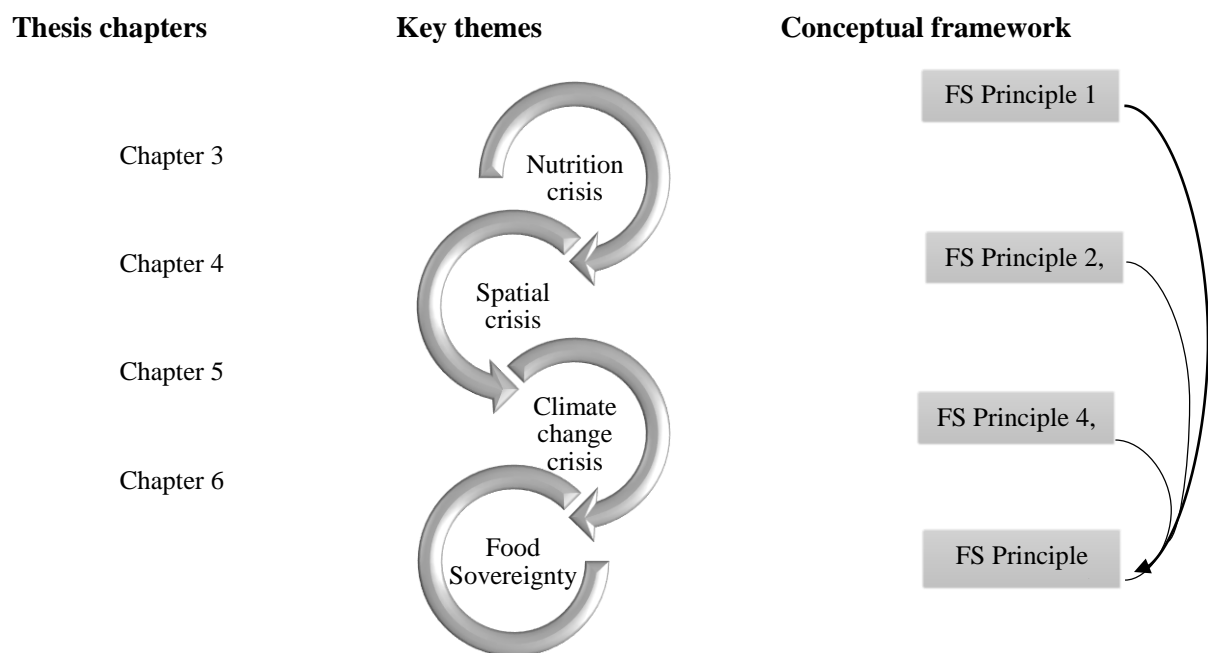 Thesis chapters
Key themes
Conceptual framework
Chapter 3
Chapter 4
Chapter 5
Chapter 6
Nutrition
crisis
Spatial
crisis
Climate
change
crisis
Food
Sovereignty
FS Principle 1
FS Principle 2,
FS Principle 4,
FS Principle